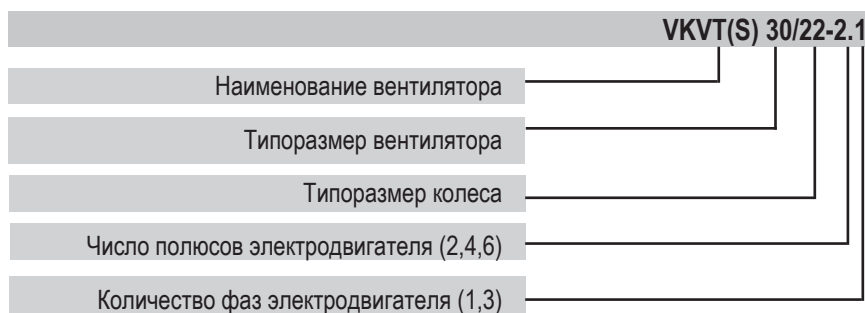 VKVT(S) 30/22-2.1
Наименование вентилятора
Типоразмер вентилятора
Типоразмер колеса
Число полюсов электродвигателя (2,4,6)
Количество фаз электродвигателя (1,3)